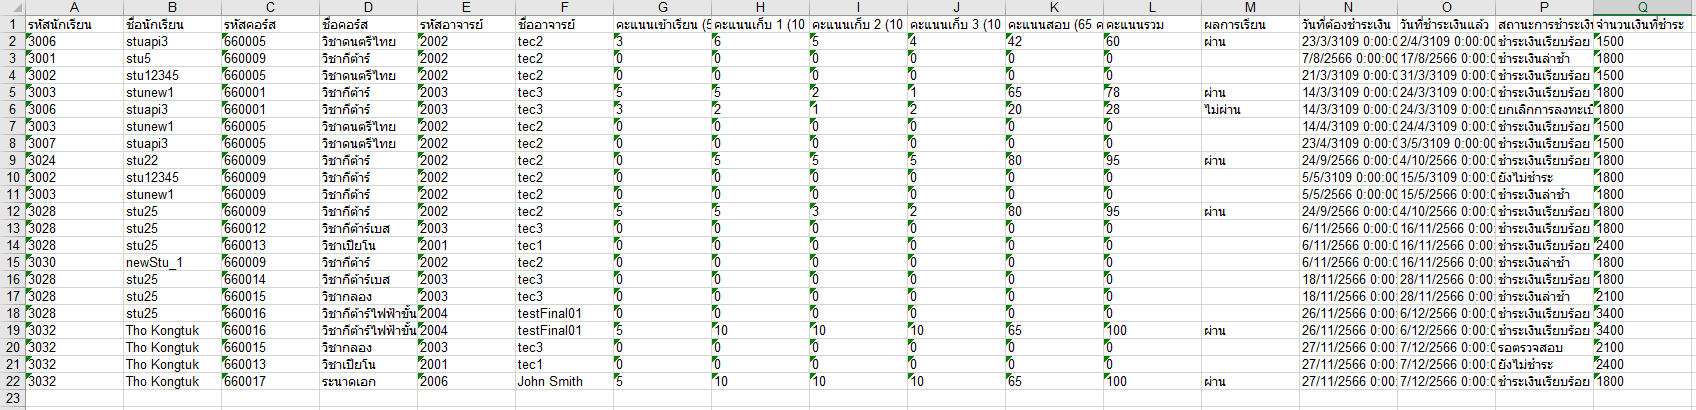 A B C D E F G H I J K L M N O P Q
1 รหัสนักเรียน ชื่อนักเรียน รหัสคอร์ส ชื่อคอร์ส รหัสอาจารย์ ชื่ออาจารย์ คะแนนเข้าเรียน (5 คะแนนเก็บ 1 (10 คะแนนเก็บ 2 (10 คะแนนเก็บ 3 (10 คะแนนสอบ (65 ค คะแนนรวม ผลการเรียน วันที่ต้องชำระเงิน วันที่ชำระเงินแล้ว สถานะการชำระเงิน จำนวนเงินที่ชำระ
2 3006 stuapi3 660005 วิชาดนตรีไทย 2002 tec2 3 6 5 4 42 60 ผ่าน 23/3/3109 0:00:00 2/4/3109 0:00:00 ชำระเงินเรียบร้อย 1500
3 3001 stu5 660009 วิชากีต้าร์ 2002 tec2 0 0 0 0 0 0 7/8/2566 0:00:00 17/8/2566 0:00:0 ชำระเงินล่าช้า 1800
4 3002 stu12345 660005 วิชาดนตรีไทย 2002 tec2 0 0 0 0 0 0 21/3/3109 0:00:0 31/3/3109 0:00:0 ชำระเงินเรียบร้อย 1500
5 3003 stunew1 660001 วิชากีต้าร์ 2003 tec3 5 5 2 1 65 78 ผ่าน 14/3/3109 0:00:0 24/3/3109 0:00:0 ชำระเงินเรียบร้อย 1800
6 3006 stuapi3 660001 วิชากีต้าร์ 2003 tec3 3 2 1 2 20 28 ไม่ผ่าน 14/3/3109 0:00:0 24/3/3109 0:00:0 ยกเลิกการลงทะเบี 1800
7 3003 stunew1 660005 วิชาดนตรีไทย 2002 tec2 0 0 0 0 0 0 14/4/3109 0:00:0 24/4/3109 0:00:0 ชำระเงินเรียบร้อย 1500
8 3007 stuapi3 660005 วิชาดนตรีไทย 2002 tec2 0 0 0 0 0 0 23/4/3109 0:00:0 3/5/3109 0:00:00 ชำระเงินเรียบร้อย 1500
9 3024 stu22 660009 วิชากีต้าร์ 2002 tec2 0 5 5 5 80 95 ผ่าน 24/9/2566 0:00:0 4/10/2566 0:00:0 ชำระเงินเรียบร้อย 1800
10 3002 stu12345 660009 วิชากีต้าร์ 2002 tec2 0 0 0 0 0 0 5/5/3109 0:00:00 15/5/3109 0:00:0 ยังไม่ชำระ 1800
11 3003 stunew1 660009 วิชากีต้าร์ 2002 tec2 0 0 0 0 0 0 5/5/2566 0:00:00 15/5/2566 0:00:0 ชำระเงินล่าช้า 1800
12 3028 stu25 660009 วิชากีต้าร์ 2002 tec2 5 5 3 2 80 95 ผ่าน 24/9/2566 0:00:0 4/10/2566 0:00:0 ชำระเงินเรียบร้อย 1800
13 3028 stu25 660012 วิชากีต้าร์เบส 2003 tec3 0 0 0 0 0 0 6/11/2566 0:00:0 16/11/2566 0:00: ชำระเงินเรียบร้อย 1800
14 3028 stu25 660013 วิชาเปียโน 2001 tec1 0 0 0 0 0 0 6/11/2566 0:00:0 16/11/2566 0:00: ชำระเงินเรียบร้อย 2400
15 3030 newStu_1 660009 วิชากีต้าร์ 2002 tec2 0 0 0 0 0 0 6/11/2566 0:00:0 16/11/2566 0:00: ชำระเงินล่าช้า 1800
16 3028 stu25 660014 วิชากีต้าร์เบส 2003 tec3 0 0 0 0 0 0 18/11/2566 0:00: 28/11/2566 0:00: ชำระเงินเรียบร้อย 1800
17 3028 stu25 660015 วิชากลอง 2003 tec3 0 0 0 0 0 0 18/11/2566 0:00: 28/11/2566 0:00: ชำระเงินล่าช้า 2100
18 3028 stu25 660016 วิชากีต้าร์ไฟฟ้าขั้น 2004 testFinal01 0 0 0 0 0 0 26/11/2566 0:00: 6/12/2566 0:00:0 ชำระเงินเรียบร้อย 3400
19 3032 Tho Kongtuk 660016 วิชากีต้าร์ไฟฟ้าขั้น 2004 testFinal01 5 10 10 10 65 100 ผ่าน 26/11/2566 0:00: 6/12/2566 0:00:0 ชำระเงินเรียบร้อย 3400
20 3032 Tho Kongtuk 660015 วิชากลอง 2003 tec3 0 0 0 0 0 0 27/11/2566 0:00: 7/12/2566 0:00:0 รอตรวจสอบ 2100
21 3032 Tho Kongtuk 660013 วิชาเปียโน 2001 tec1 0 0 0 0 0 0 27/11/2566 0:00: 7/12/2566 0:00:0 ยังไม่ชำระ 2400
22 3032 Tho Kongtuk 660017 ระนาดเอก 2006 John Smith 5 10 10 10 65 100 ผ่าน 27/11/2566 0:00: 7/12/2566 0:00:0 ชำระเงินเรียบร้อย 1800
23